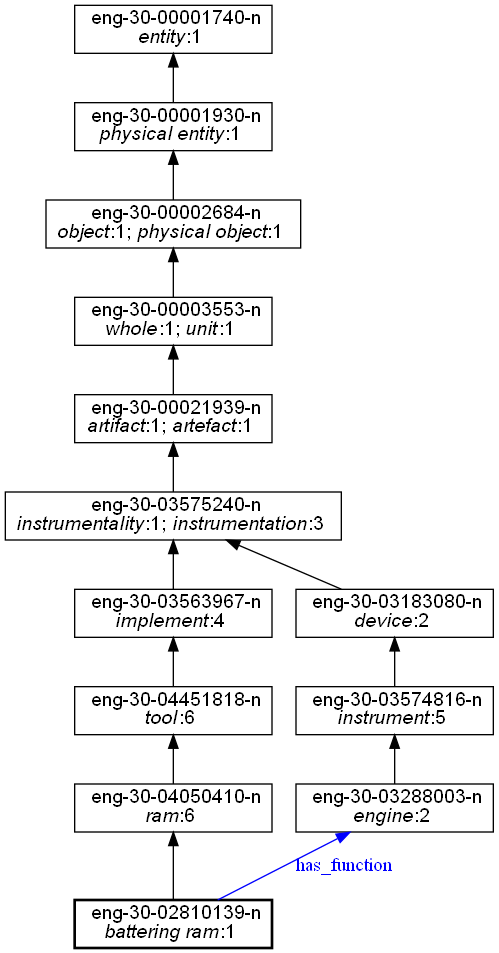 eng-30-00001740-n
entity:1
eng-30-00001930-n
physical entity:1
eng-30-00002684-n
object:1; physical object:1
eng-30-00003553-n
whole:1; unit:1
eng-30-00021939-n
artifact:1; artefact:1
eng-30-03575240-n
instrumentality:1; instrumentation:3
eng-30-03563967-n
implement:4
eng-30-03183080-n
device:2
eng-30-04451818-n
tool:6
eng-30-03574816-n
instrument:5
eng-30-04050410-n
ram:6
eng-30-03288003-n
engine:2
has_function
eng-30-02810139-n
battering ram:1